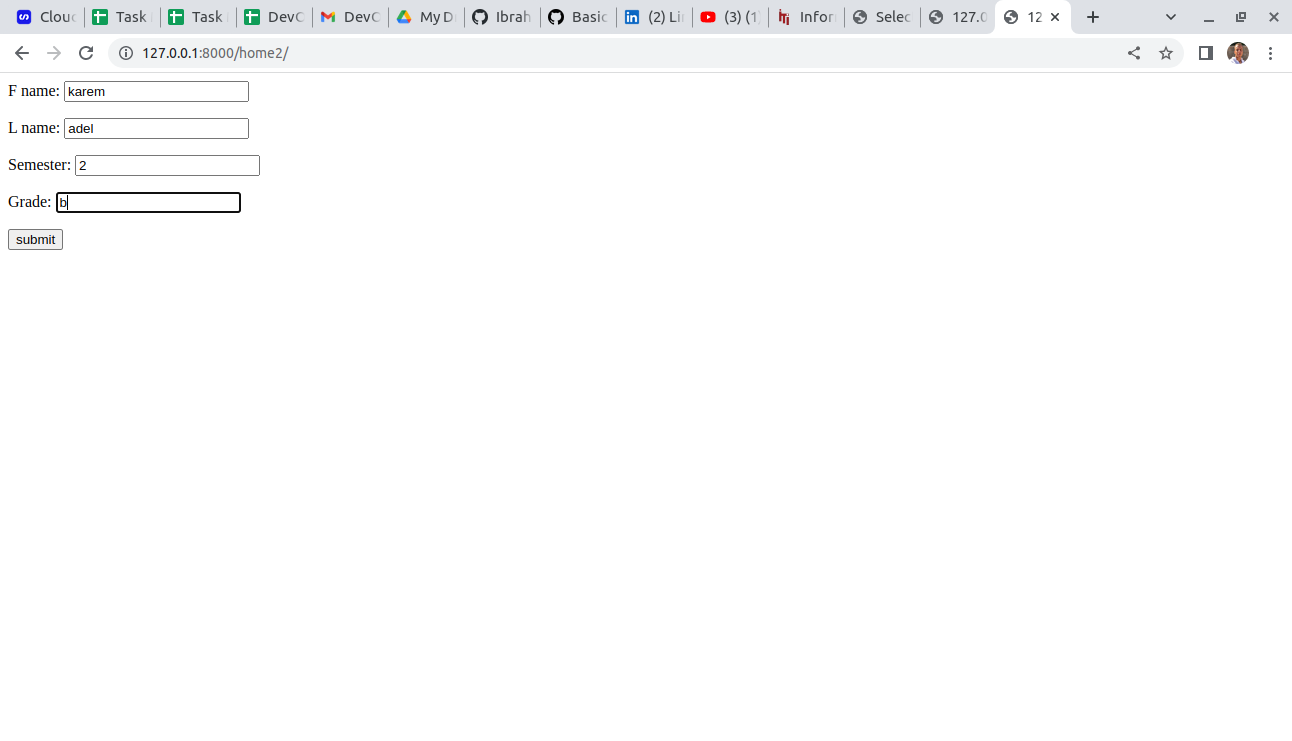 Clouc Task Task DevC DevC My D Ibrah Basic (2) Li (3) (1) Infor Selec 127.0 12
127.0.0.1:8000/home2/
F name: karem
L name: adel
Semester: 2
Grade: b
submit